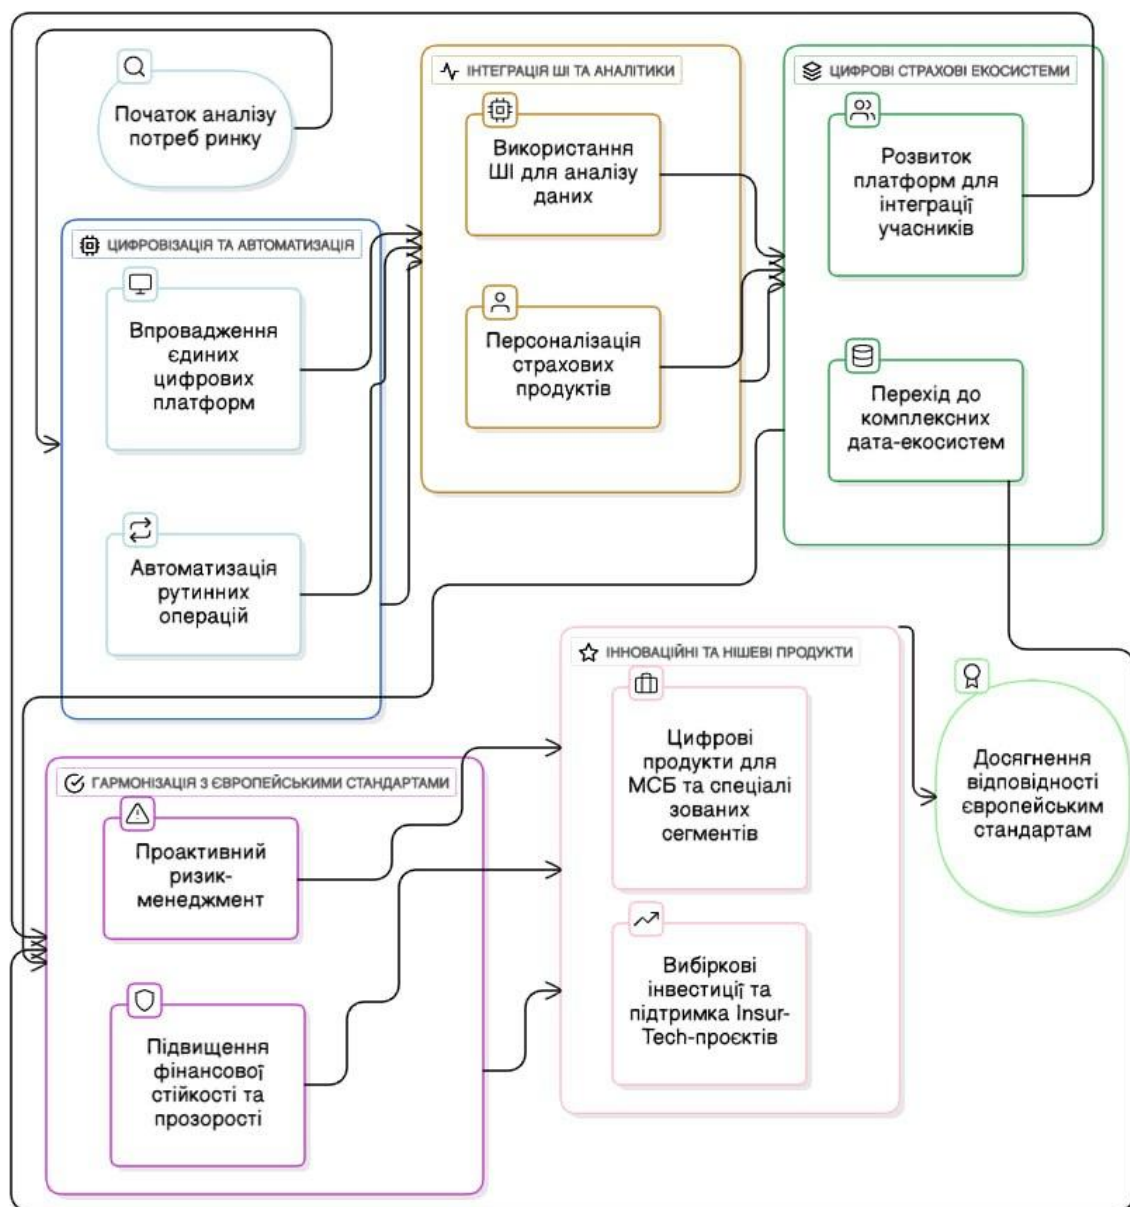 Початок аналізу
потреб ринку
ЦИФРОВІЗАЦІЯ ТА АВТОМАТИЗАЦІЯ
Впровадження
єдиних
цифрових
платформ
Автоматизація
рутинних
операцій
ІНТЕГРАЦІЯ ШІ ТА АНАЛІТИКИ
Використання
ШІ для аналізу
даних
Персоналізація
страхових
продуктів
ЦИФРОВІ СТРАХОВІ ЕКОСИСТЕМИ
Розвиток
платформ для
інтеграції
учасників
Перехід до
комплексних
дата-екосистем
ГАРМОНІЗАЦІЯ З ЄВРОПЕЙСЬКИМИ СТАНДАРТАМИ
Проактивний
ризик-
менеджмент
Підвищення
фінансової
стійкості та
прозорості
ІННОВАЦІЙНІ ТА НІШЕВІ ПРОДУКТИ
Цифрові
продукти для
МСБ та спеціалі
зованих
сегментів
Вибіркові
інвестиції та
підтримка Insur-
Tech-проєктів
Досягнення
відповідності
європейським
стандартам